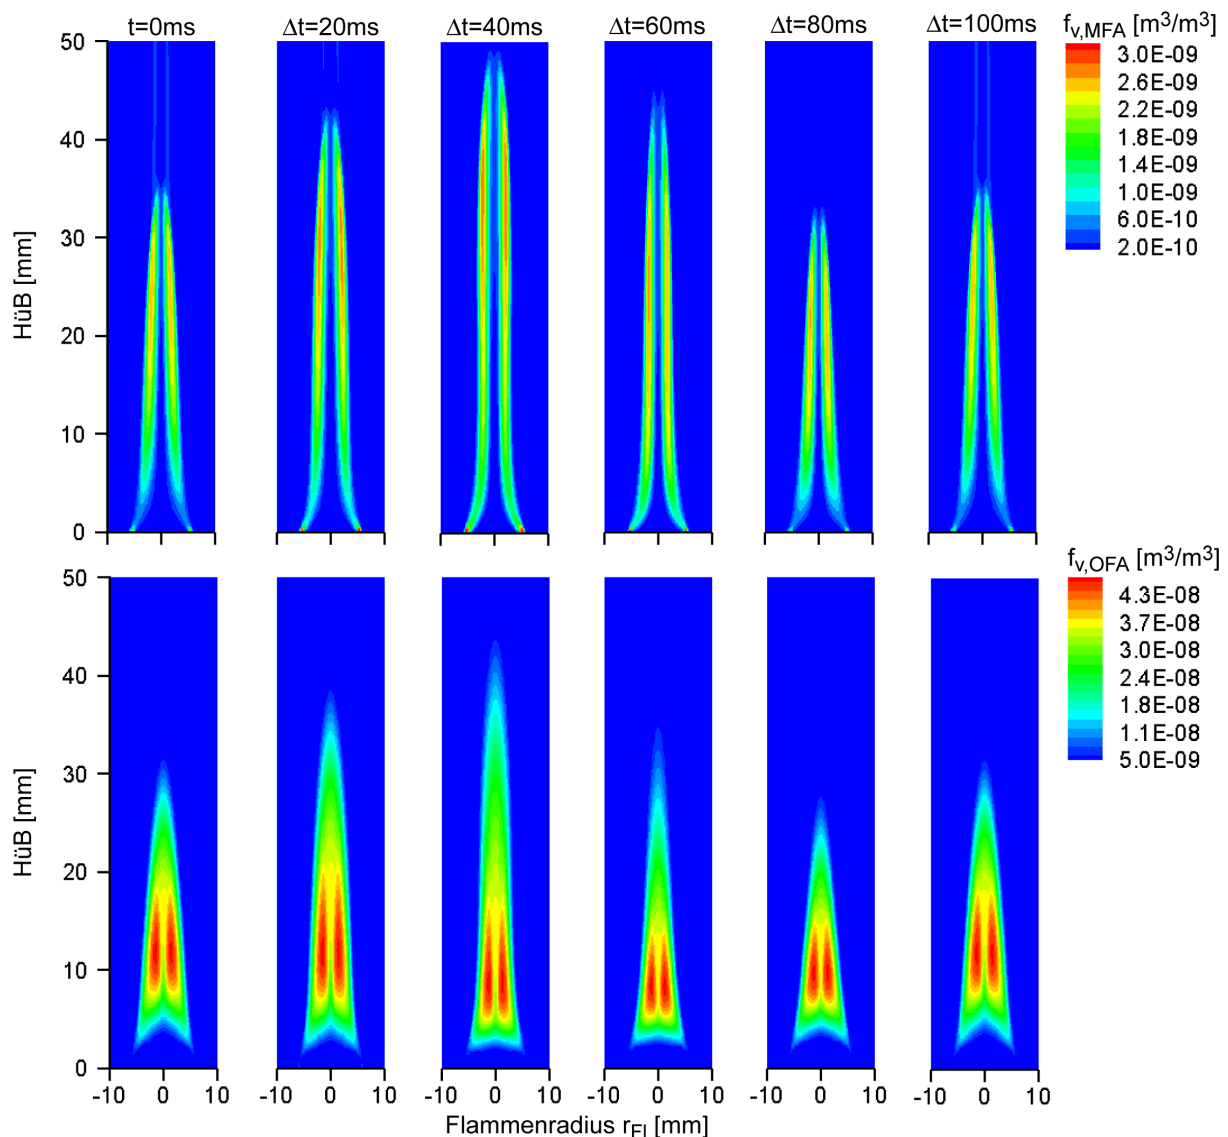 t=0ms Δt=20ms Δt=40ms Δt=60ms Δt=80ms Δt=100ms
f_v,MFA [m³/m³]
3.0E-09
2.6E-09
2.2E-09
1.8E-09
1.4E-09
1.0E-09
6.0E-10
2.0E-10
HüB [mm]
50
40
30
20
10
0
f_v,OFA [m³/m³]
4.3E-08
3.7E-08
3.0E-08
2.4E-08
1.8E-08
1.1E-08
5.0E-09
HüB [mm]
50
40
30
20
10
0
-10 0 10 0 10 0 10 0 10 0 10 0 10
Flammenradius r_Fl [mm]